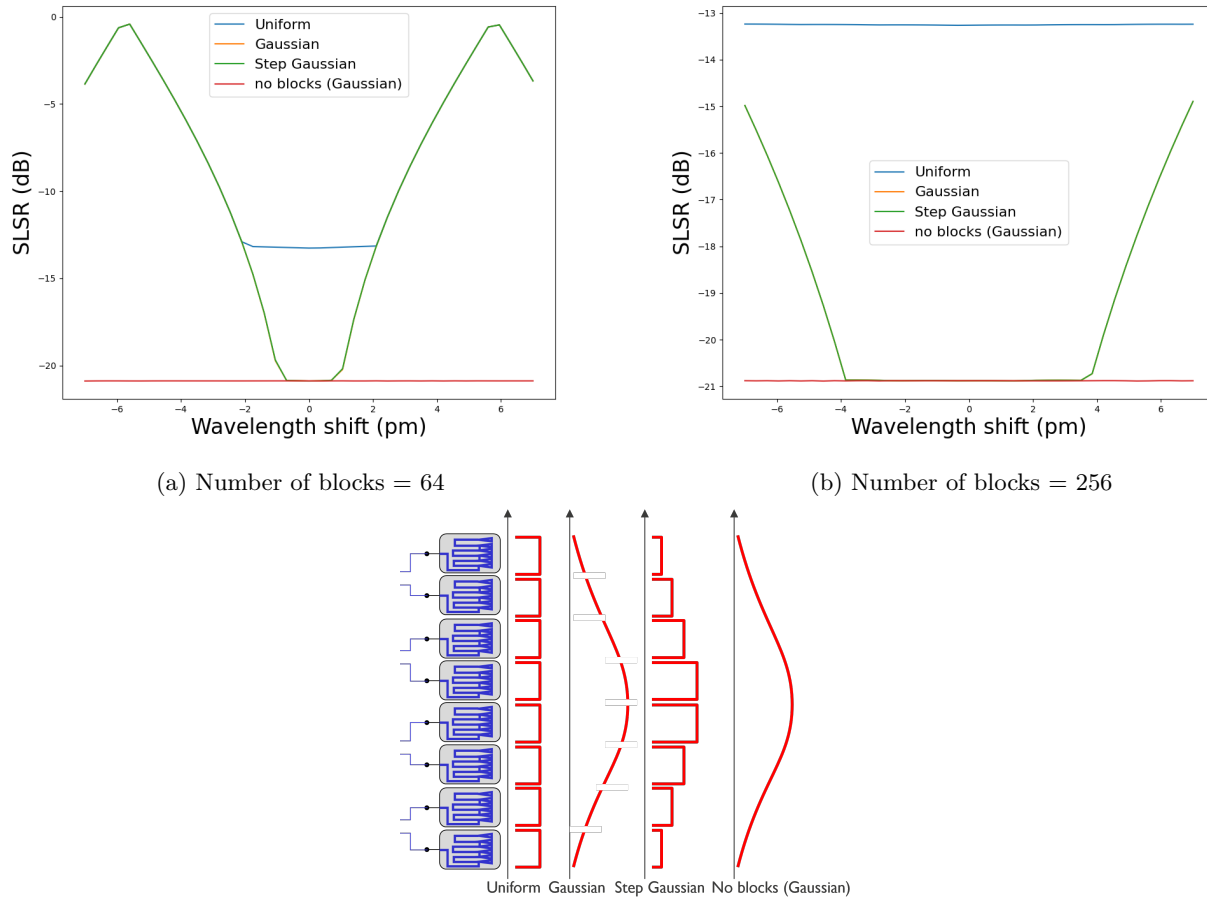 Uniform
Gaussian
Step Gaussian
no blocks (Gaussian)
0
−5
−10
−15
−20
SLSR (dB)
−6 −4 −2 0 2 4 6
Wavelength shift (pm)
(a) Number of blocks = 64
−13
−14
−15
−16
−17
−18
−19
−20
−21
SLSR (dB)
Uniform
Gaussian
Step Gaussian
no blocks (Gaussian)
−6 −4 −2 0 2 4 6
Wavelength shift (pm)
(b) Number of blocks = 256
Uniform Gaussian Step Gaussian No blocks (Gaussian)